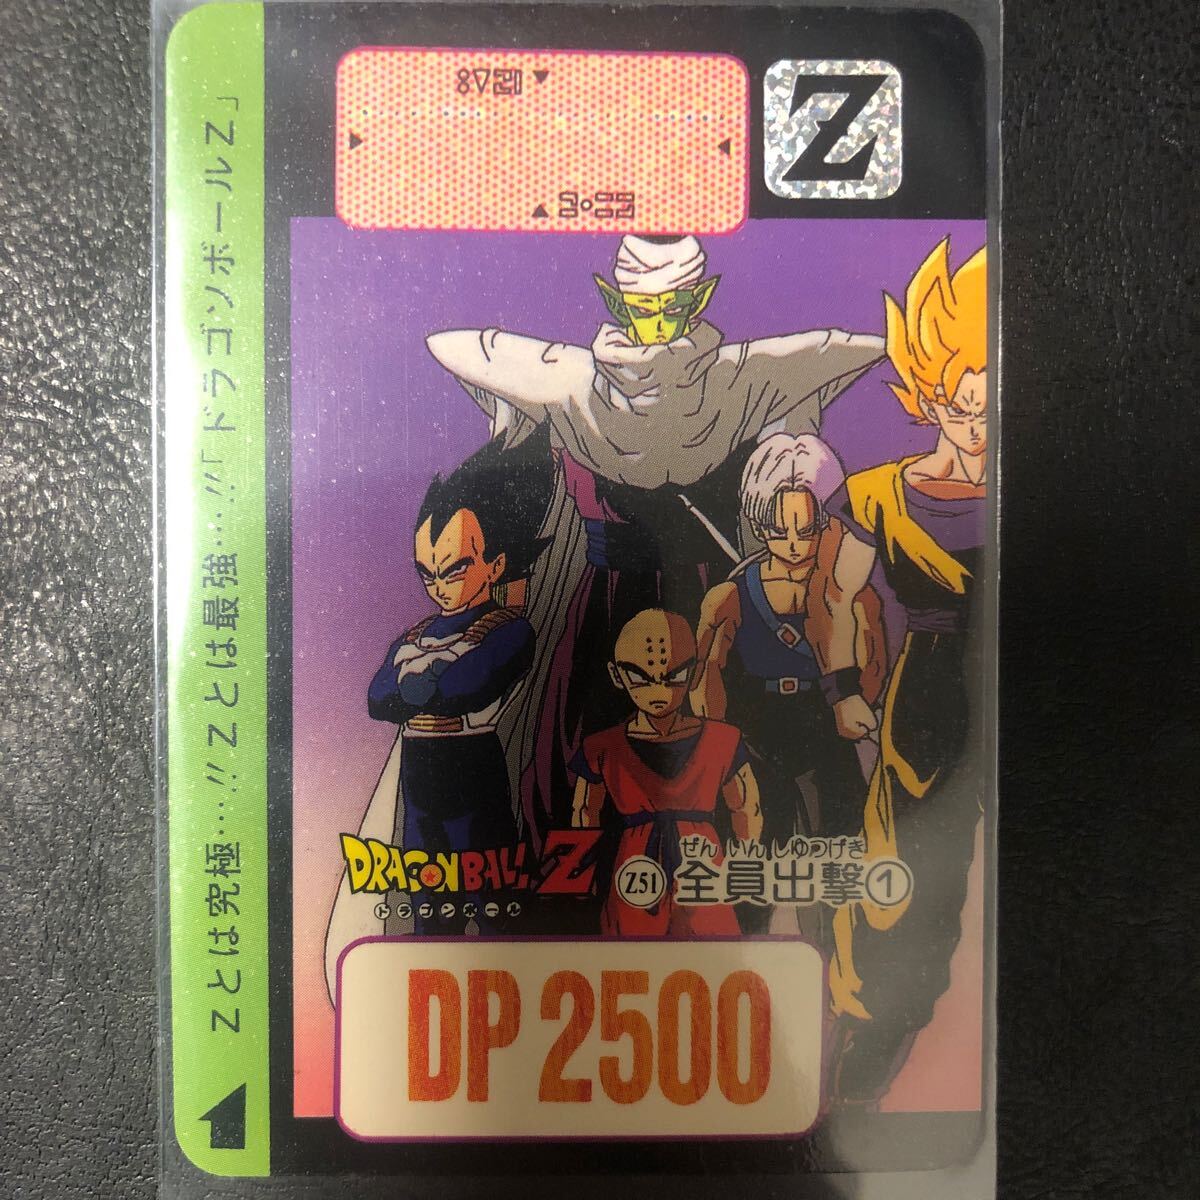 Zとは究極…!! Zとは最強…!!「ドラゴンボールZ」
Z
DRAGON BALL Z
ドラゴンボール
Z51
ぜんいんしゅつげき
全員出撃①
DP 2500